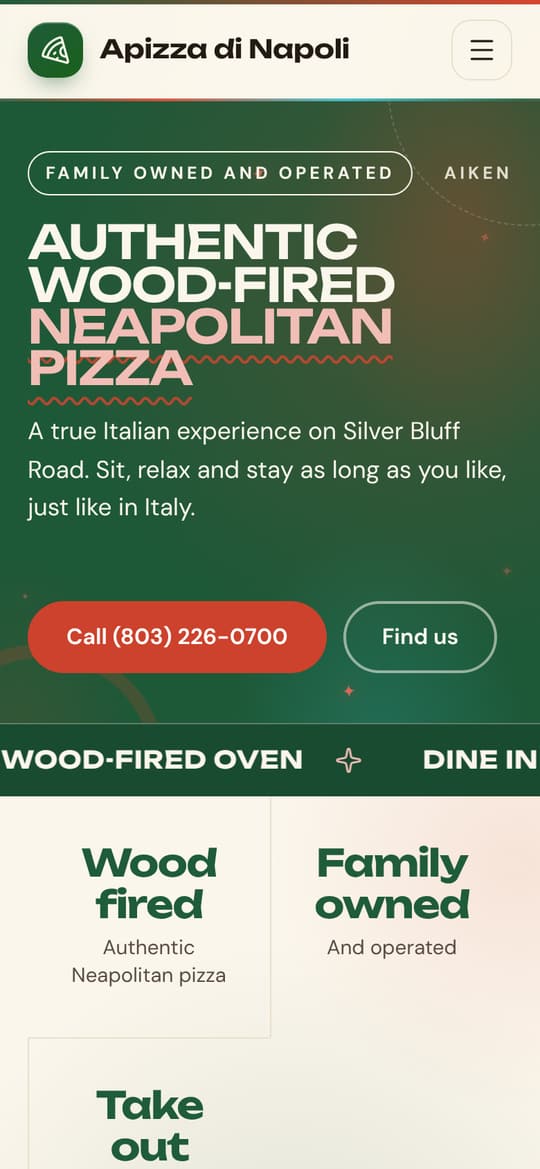 Apizza di Napoli
FAMILY OWNED AND OPERATED
AIKEN
AUTHENTIC
WOOD-FIRED
NEAPOLITAN
PIZZA
A true Italian experience on Silver Bluff
Road. Sit, relax and stay as long as you like,
just like in Italy.
Call (803) 226-0700
Find us
WOOD-FIRED OVEN
DINE IN
Wood
fired
Authentic
Neapolitan pizza
Family
owned
And operated
Take
out